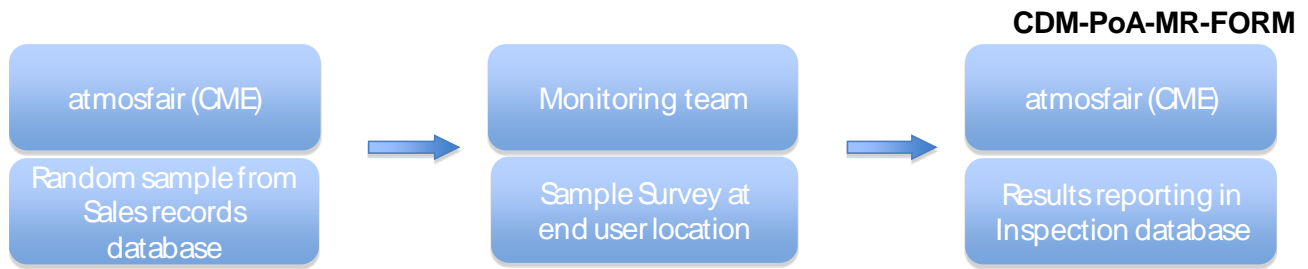 CDM-PoA-MR-FORM
atmosfair (CME)
Random sample from
Sales records
database
Monitoring team
Sample Survey at
end user location
atmosfair (CME)
Results reporting in
Inspection database